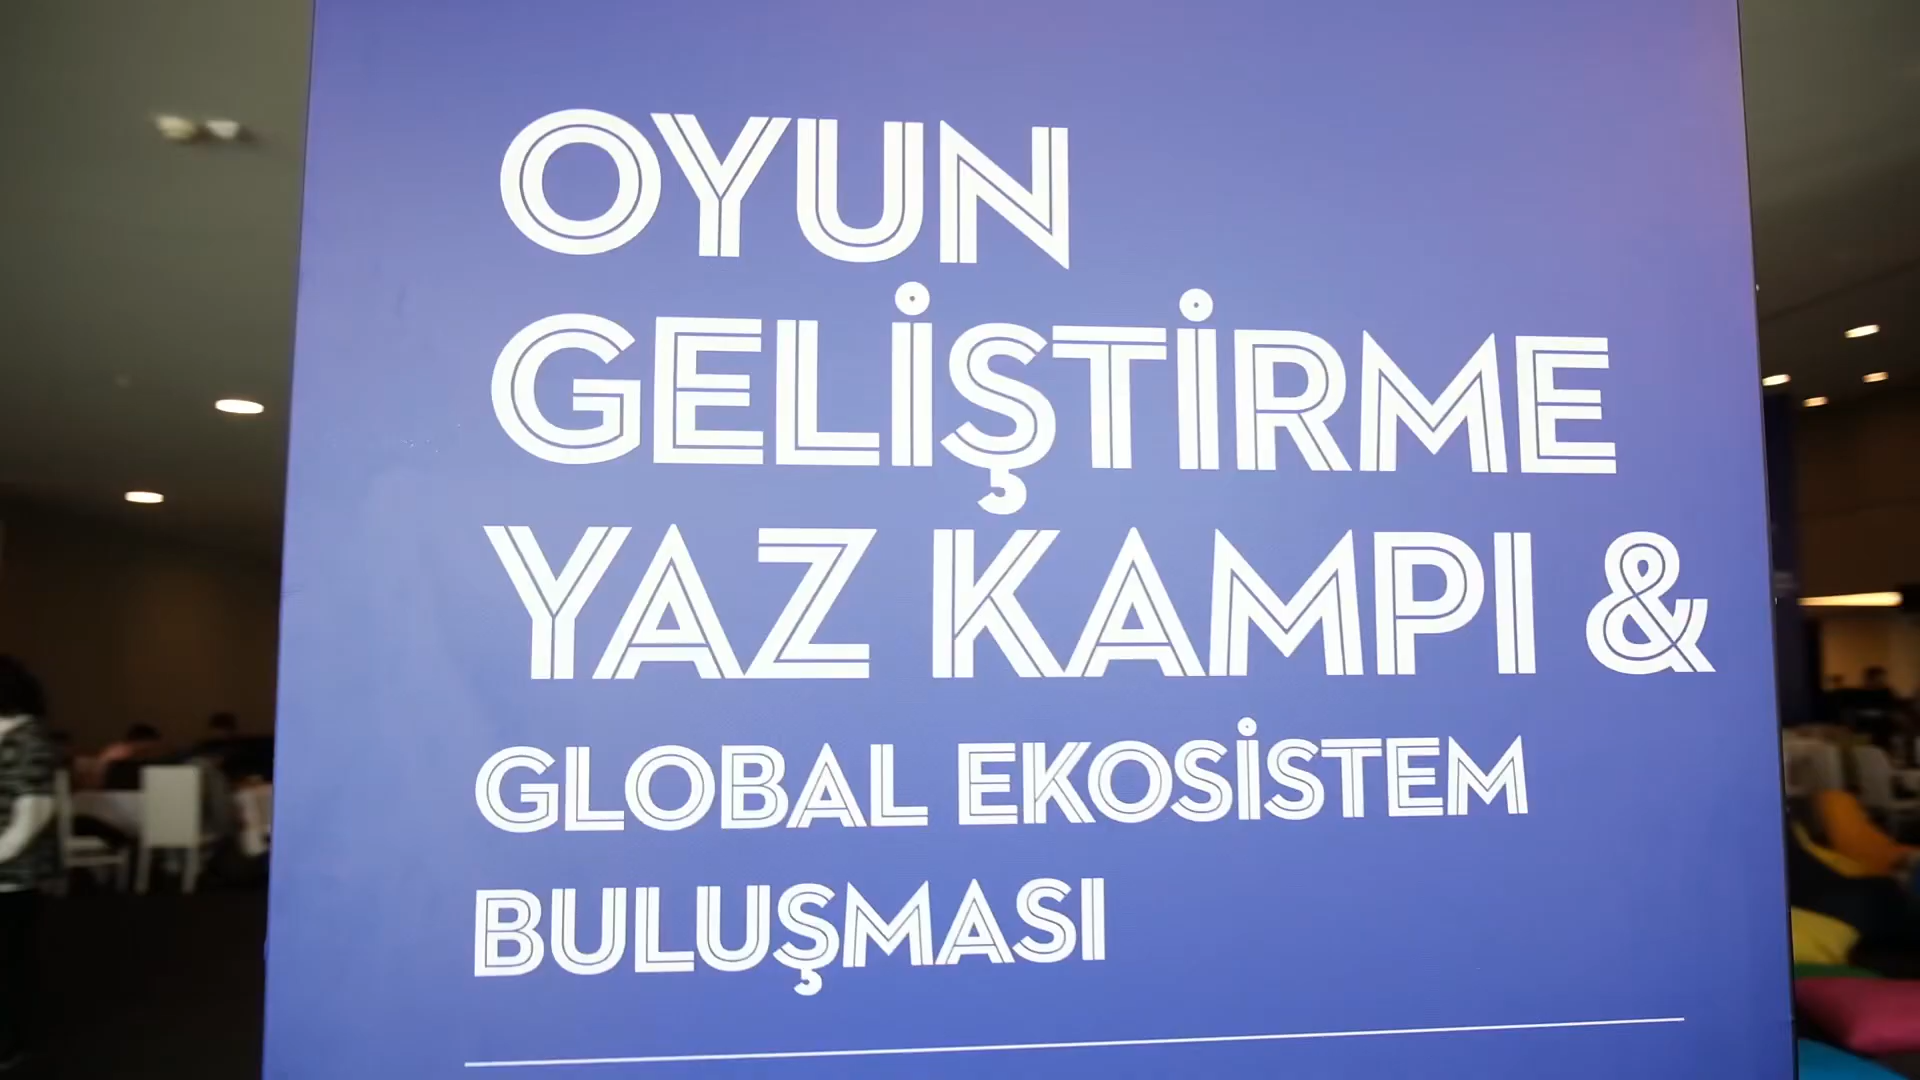 OYUN
GELİŞTİRME
YAZ KAMPI &
GLOBAL EKOSİSTEM
BULUŞMASI